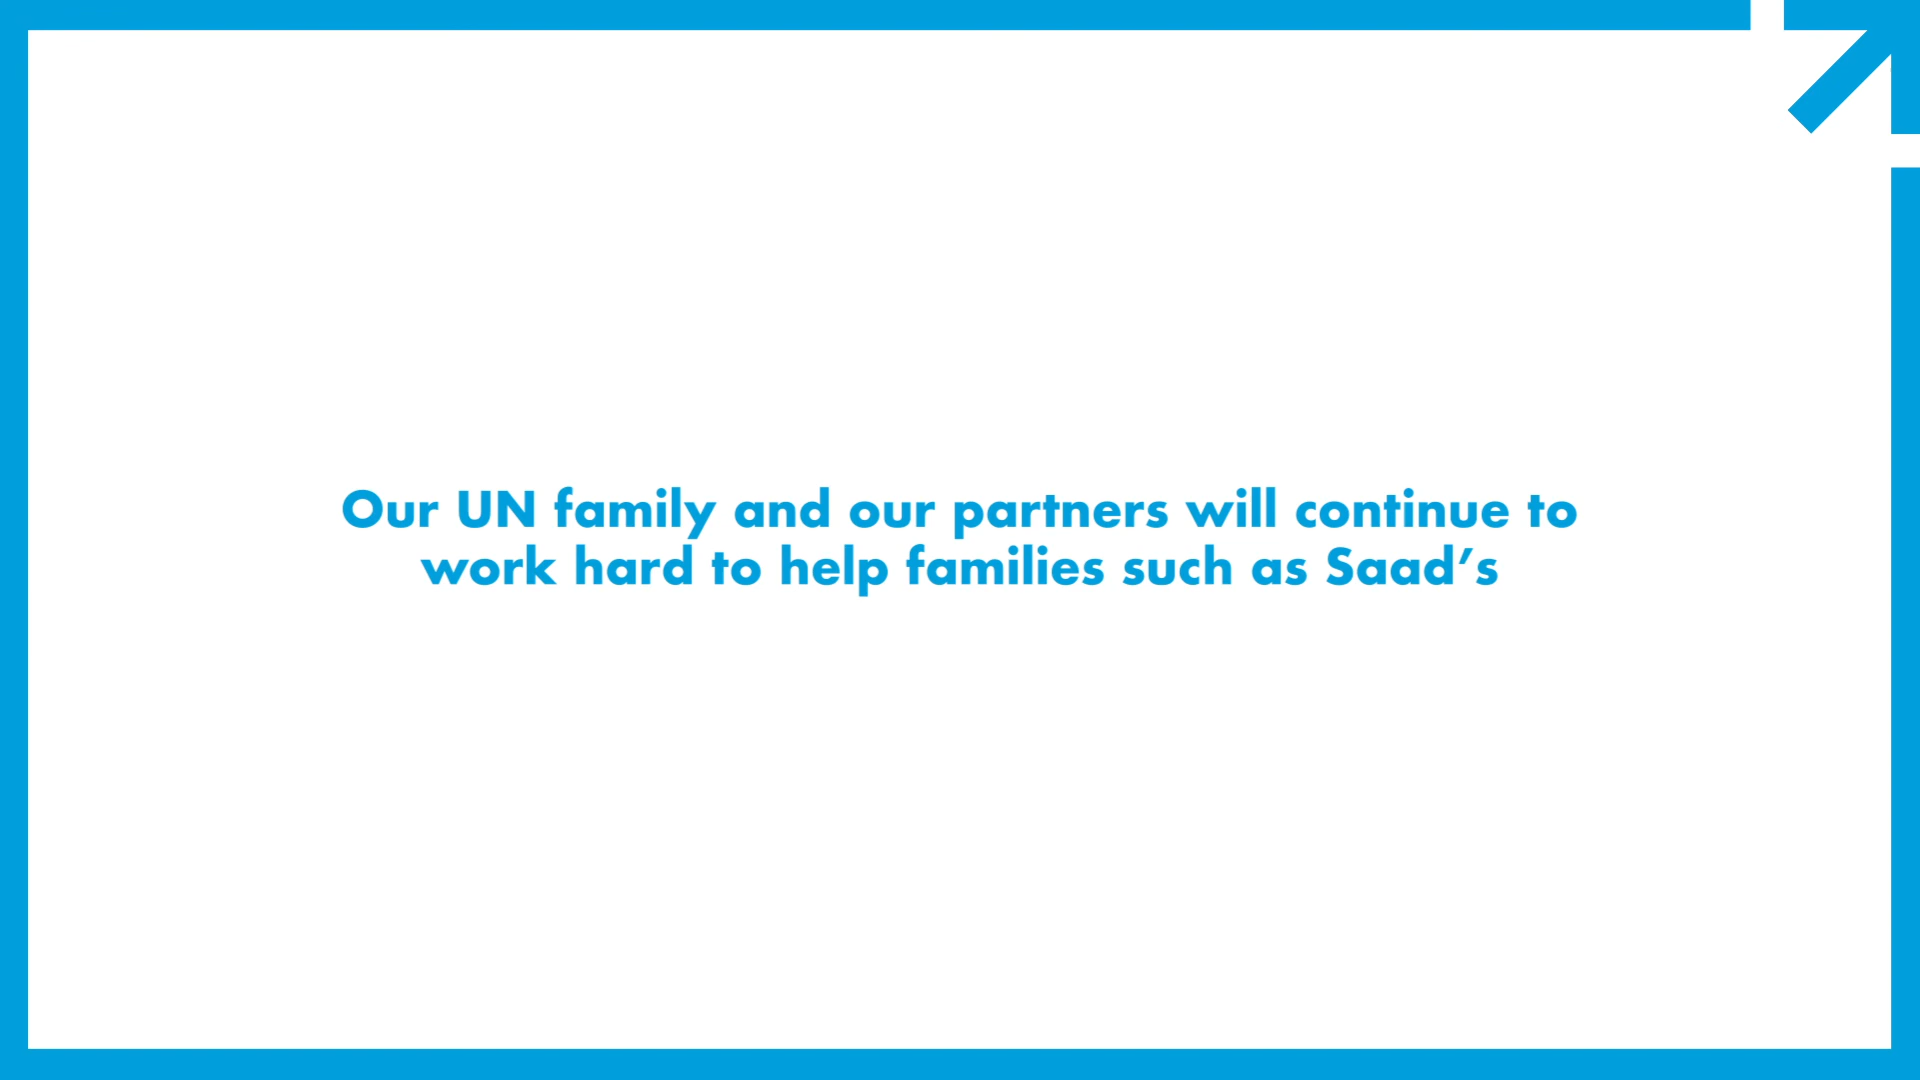 Our UN family and our partners will continue to
work hard to help families such as Saad’s